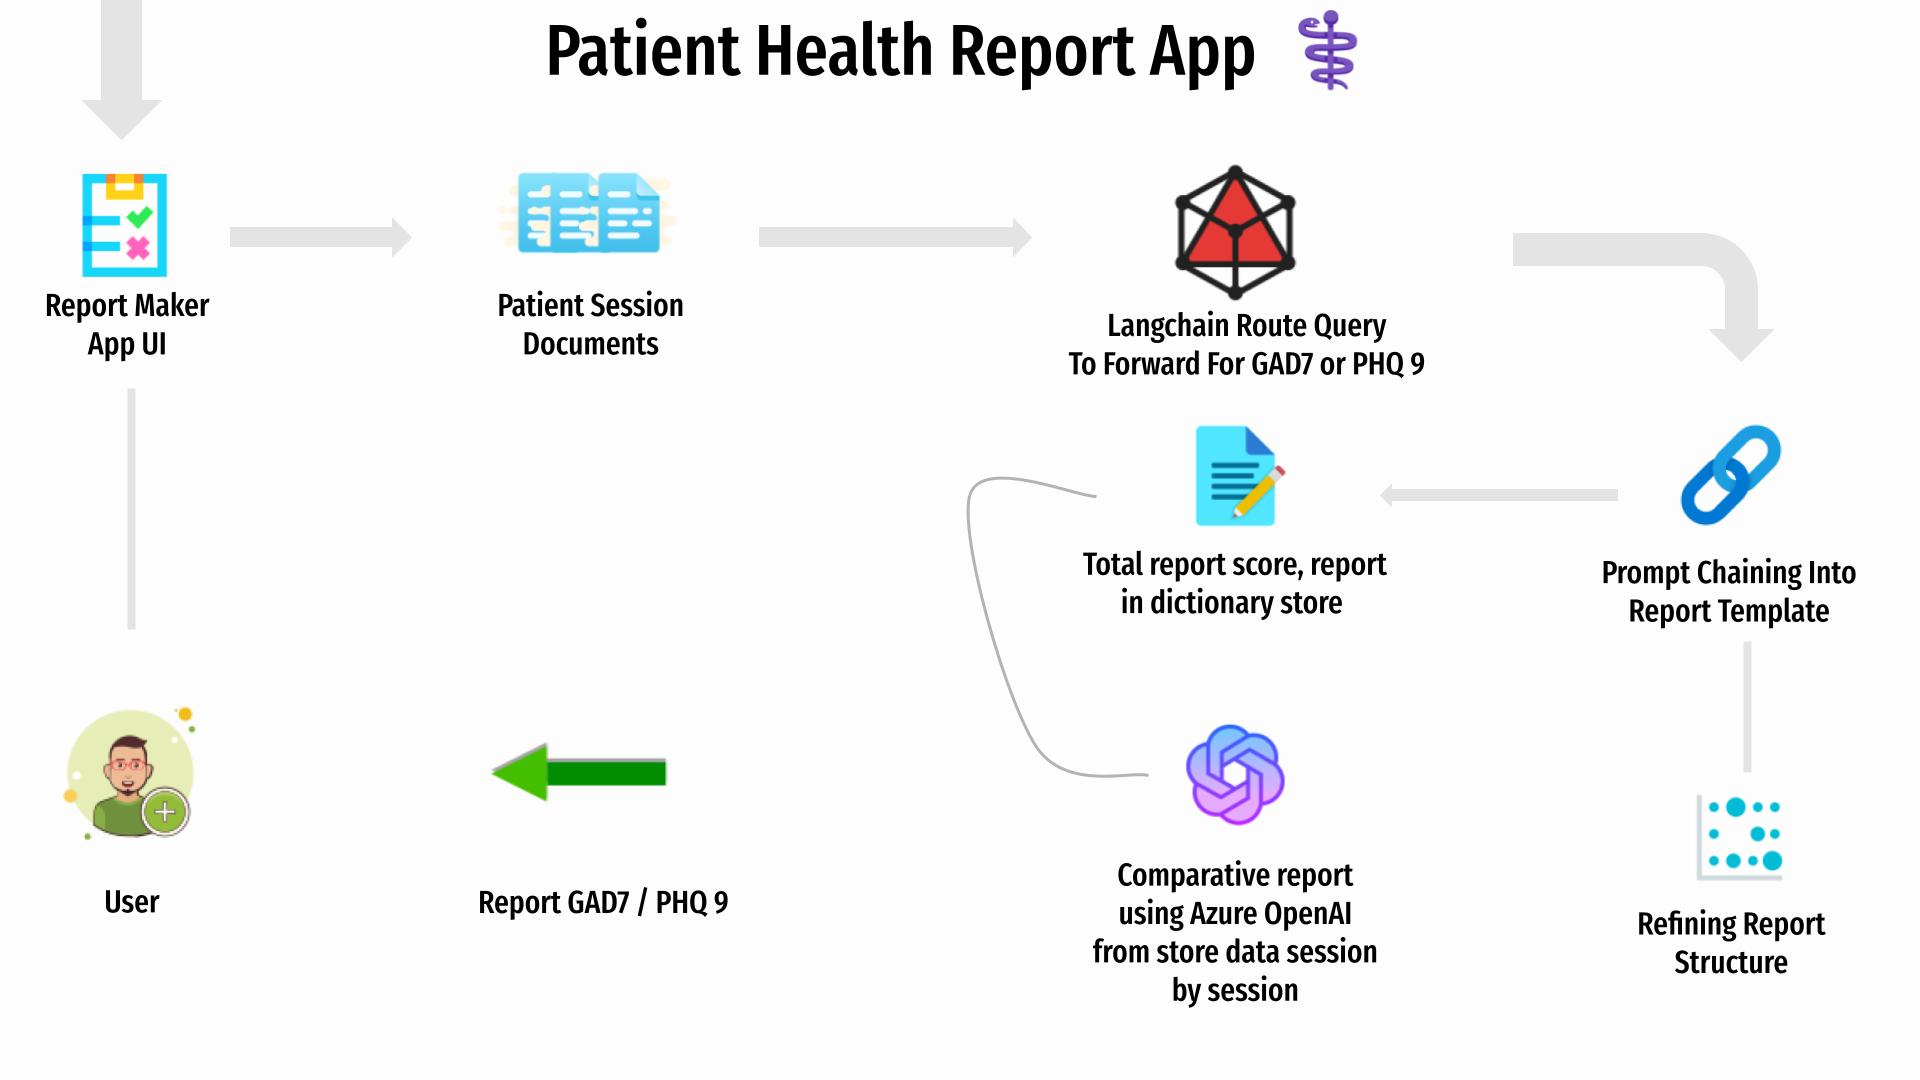 Patient Health Report App
Report Maker
App UI
Patient Session
Documents
Langchain Route Query
To Forward For GAD7 or PHQ 9
Total report score, report
in dictionary store
Prompt Chaining Into
Report Template
User
Report GAD7 / PHQ 9
Comparative report
using Azure OpenAI
from store data session
by session
Refining Report
Structure